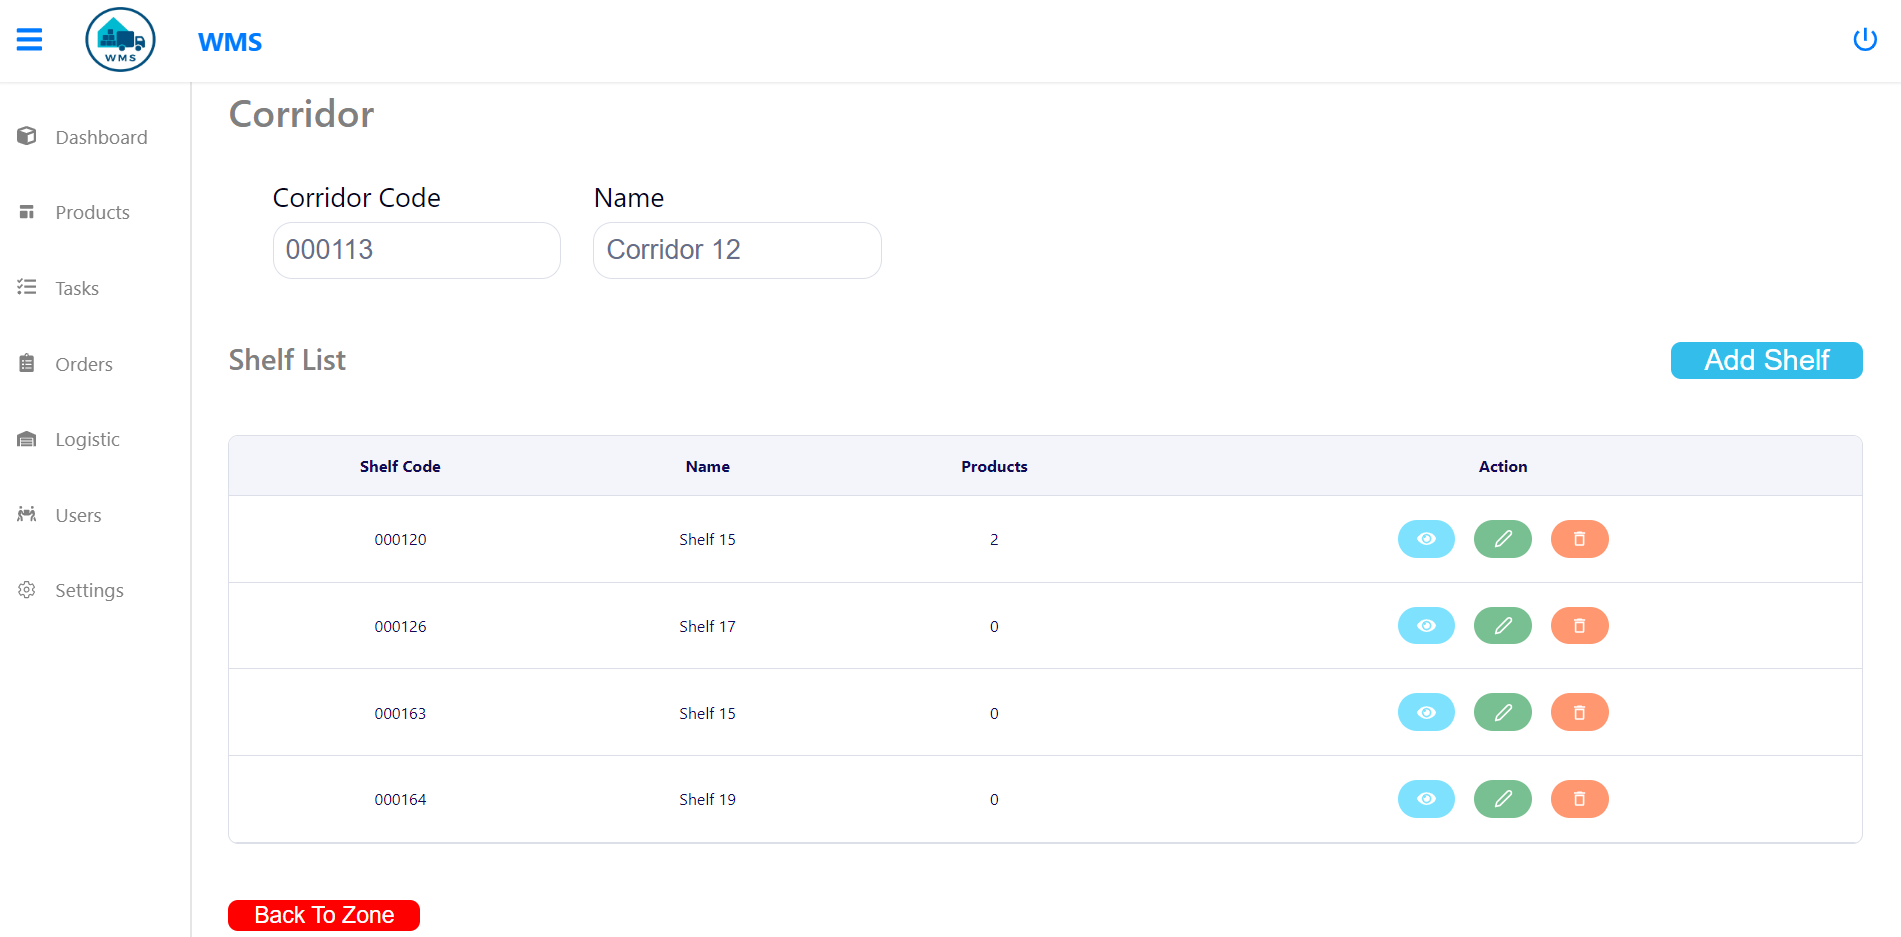 WMS
WMS
Corridor
Dashboard
Products
Tasks
Orders
Logistic
Users
Settings
Corridor Code Name
000113 Corridor 12
Shelf List Add Shelf
Shelf Code Name Products Action
000120 Shelf 15 2
000126 Shelf 17 0
000163 Shelf 15 0
000164 Shelf 19 0
Back To Zone